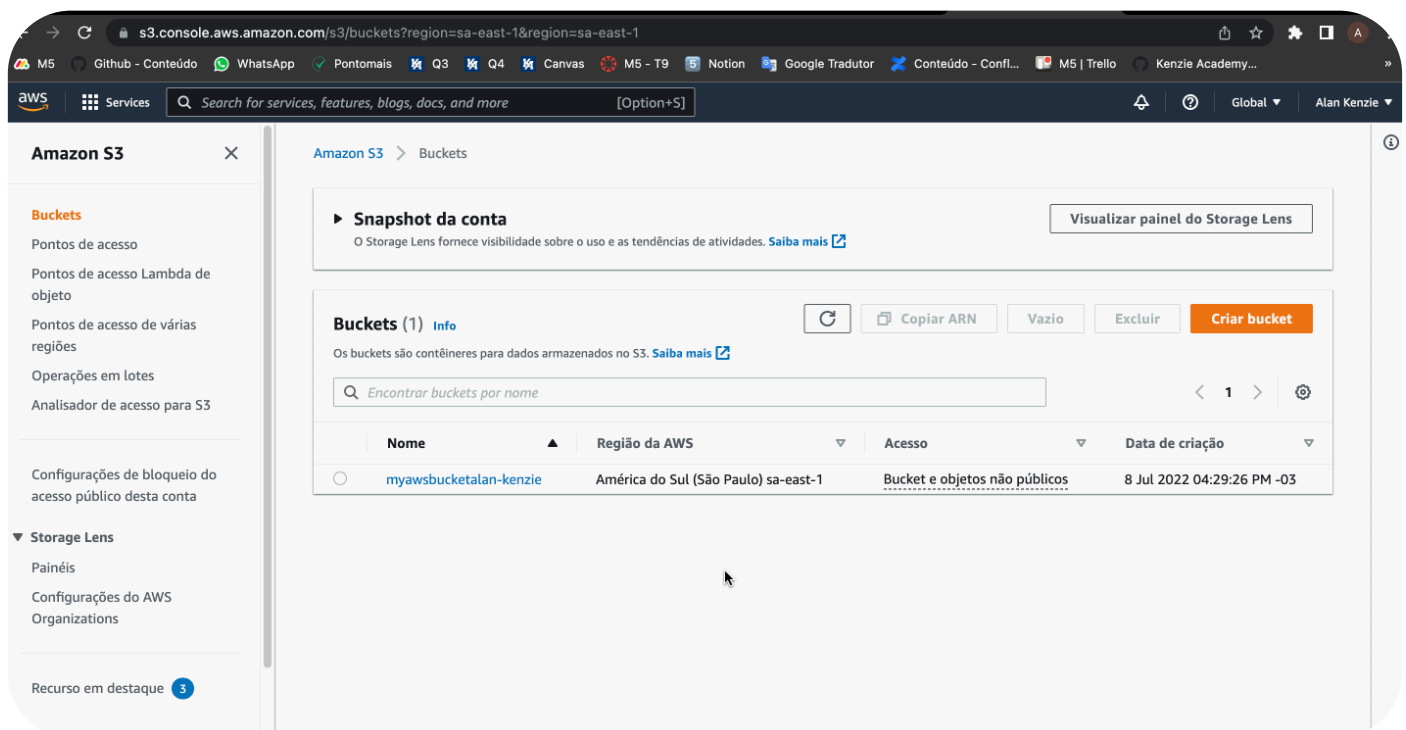 s3.console.aws.amazon.com/s3/buckets?region=sa-east-1&region=sa-east-1
A
M5 Github - Conteúdo WhatsApp Pontomais Q3 Q4 Canvas M5 - T9 5 Notion Google Tradutor Conteúdo - Confl... M5 | Trello Kenzie Academy... »
aws Services Search for services, features, blogs, docs, and more [Option+S] Global Alan Kenzie
Amazon S3
Buckets
Pontos de acesso
Pontos de acesso Lambda de
objeto
Pontos de acesso de várias
regiões
Operações em lotes
Analisador de acesso para S3
Configurações de bloqueio do
acesso público desta conta
Storage Lens
Painéis
Configurações do AWS
Organizations
Recurso em destaque 3
Amazon S3 > Buckets
Snapshot da conta
O Storage Lens fornece visibilidade sobre o uso e as tendências de atividades. Saiba mais
Visualizar painel do Storage Lens
Buckets (1) Info
Copiar ARN Vazio Excluir Criar bucket
Os buckets são contêineres para dados armazenados no S3. Saiba mais
Encontrar buckets por nome
1
Nome Região da AWS Acesso Data de criação
myawsbucketalan-kenzie América do Sul (São Paulo) sa-east-1 Bucket e objetos não públicos 8 Jul 2022 04:29:26 PM -03